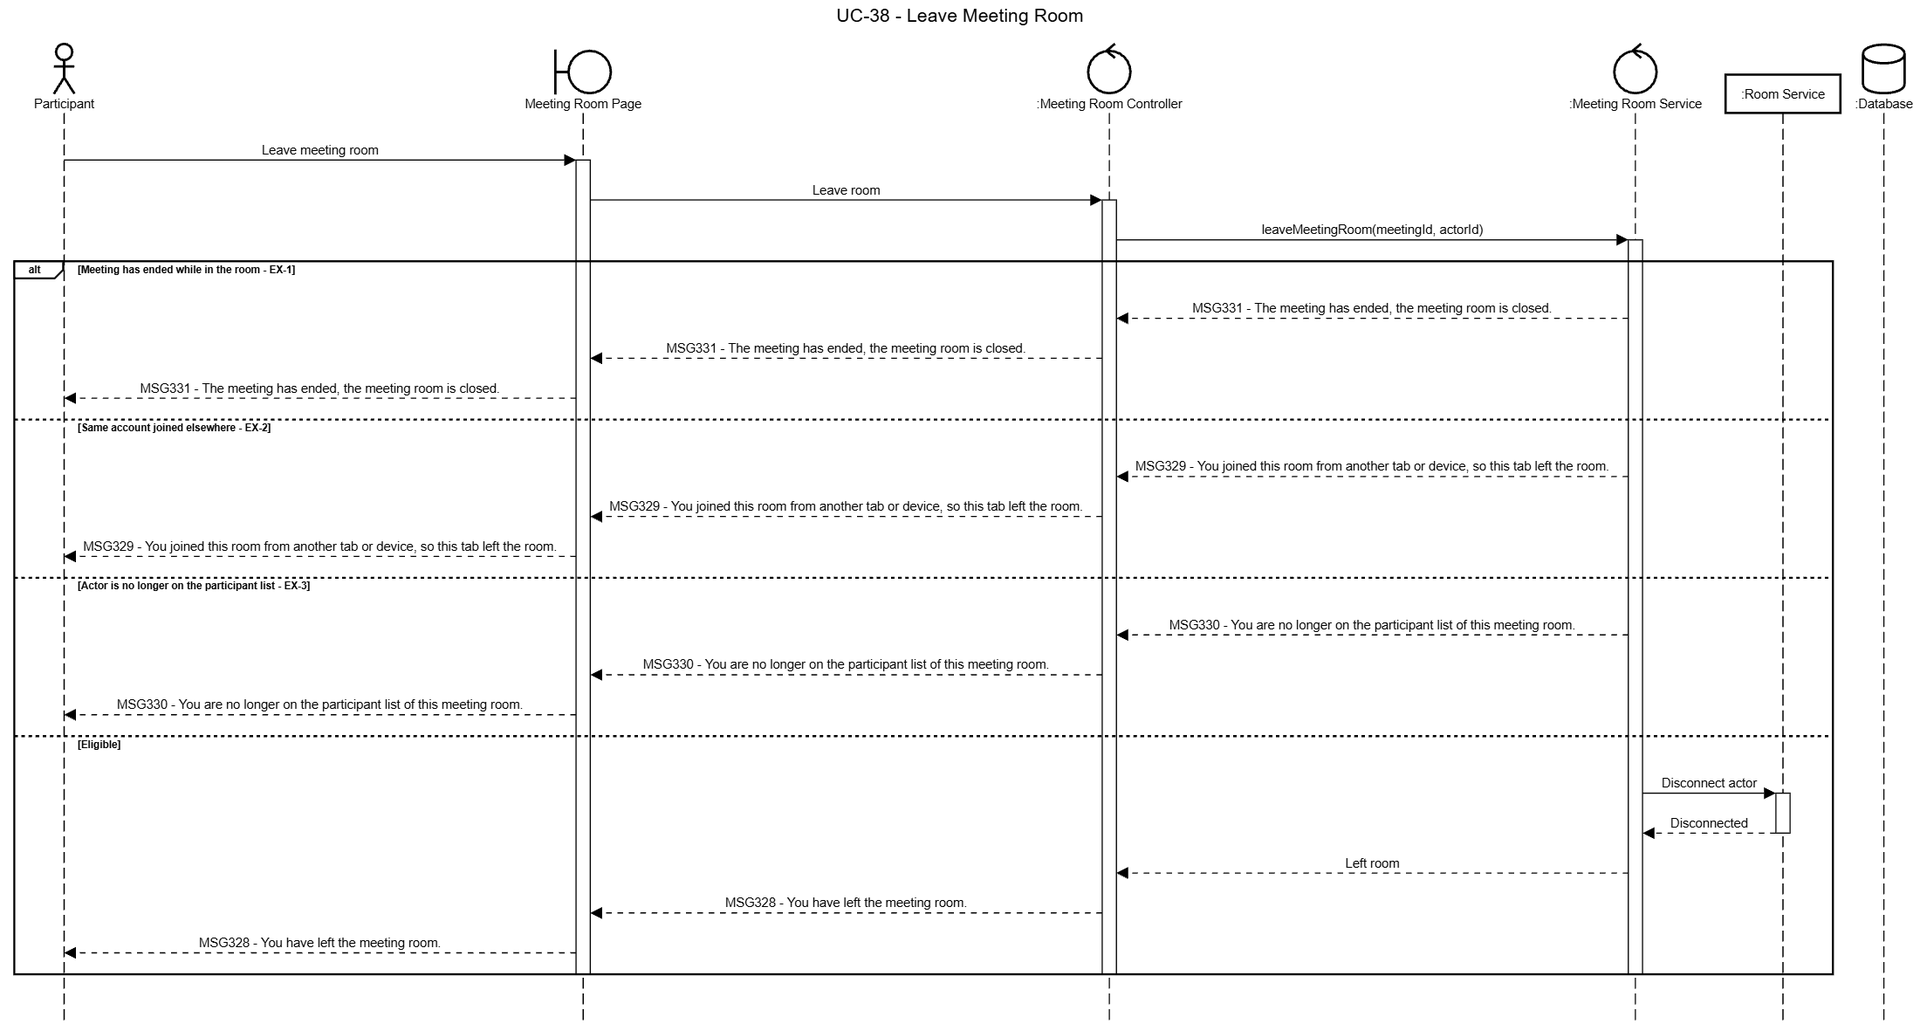 UC-38 - Leave Meeting Room
Participant
Meeting Room Page
:Meeting Room Controller
:Meeting Room Service
:Room Service
:Database
Leave meeting room
Leave room
leaveMeetingRoom(meetingId, actorId)
alt
[Meeting has ended while in the room - EX-1]
MSG331 - The meeting has ended, the meeting room is closed.
MSG331 - The meeting has ended, the meeting room is closed.
MSG331 - The meeting has ended, the meeting room is closed.
[Same account joined elsewhere - EX-2]
MSG329 - You joined this room from another tab or device, so this tab left the room.
MSG329 - You joined this room from another tab or device, so this tab left the room.
MSG329 - You joined this room from another tab or device, so this tab left the room.
[Actor is no longer on the participant list - EX-3]
MSG330 - You are no longer on the participant list of this meeting room.
MSG330 - You are no longer on the participant list of this meeting room.
MSG330 - You are no longer on the participant list of this meeting room.
[Eligible]
Disconnect actor
Disconnected
Left room
MSG328 - You have left the meeting room.
MSG328 - You have left the meeting room.